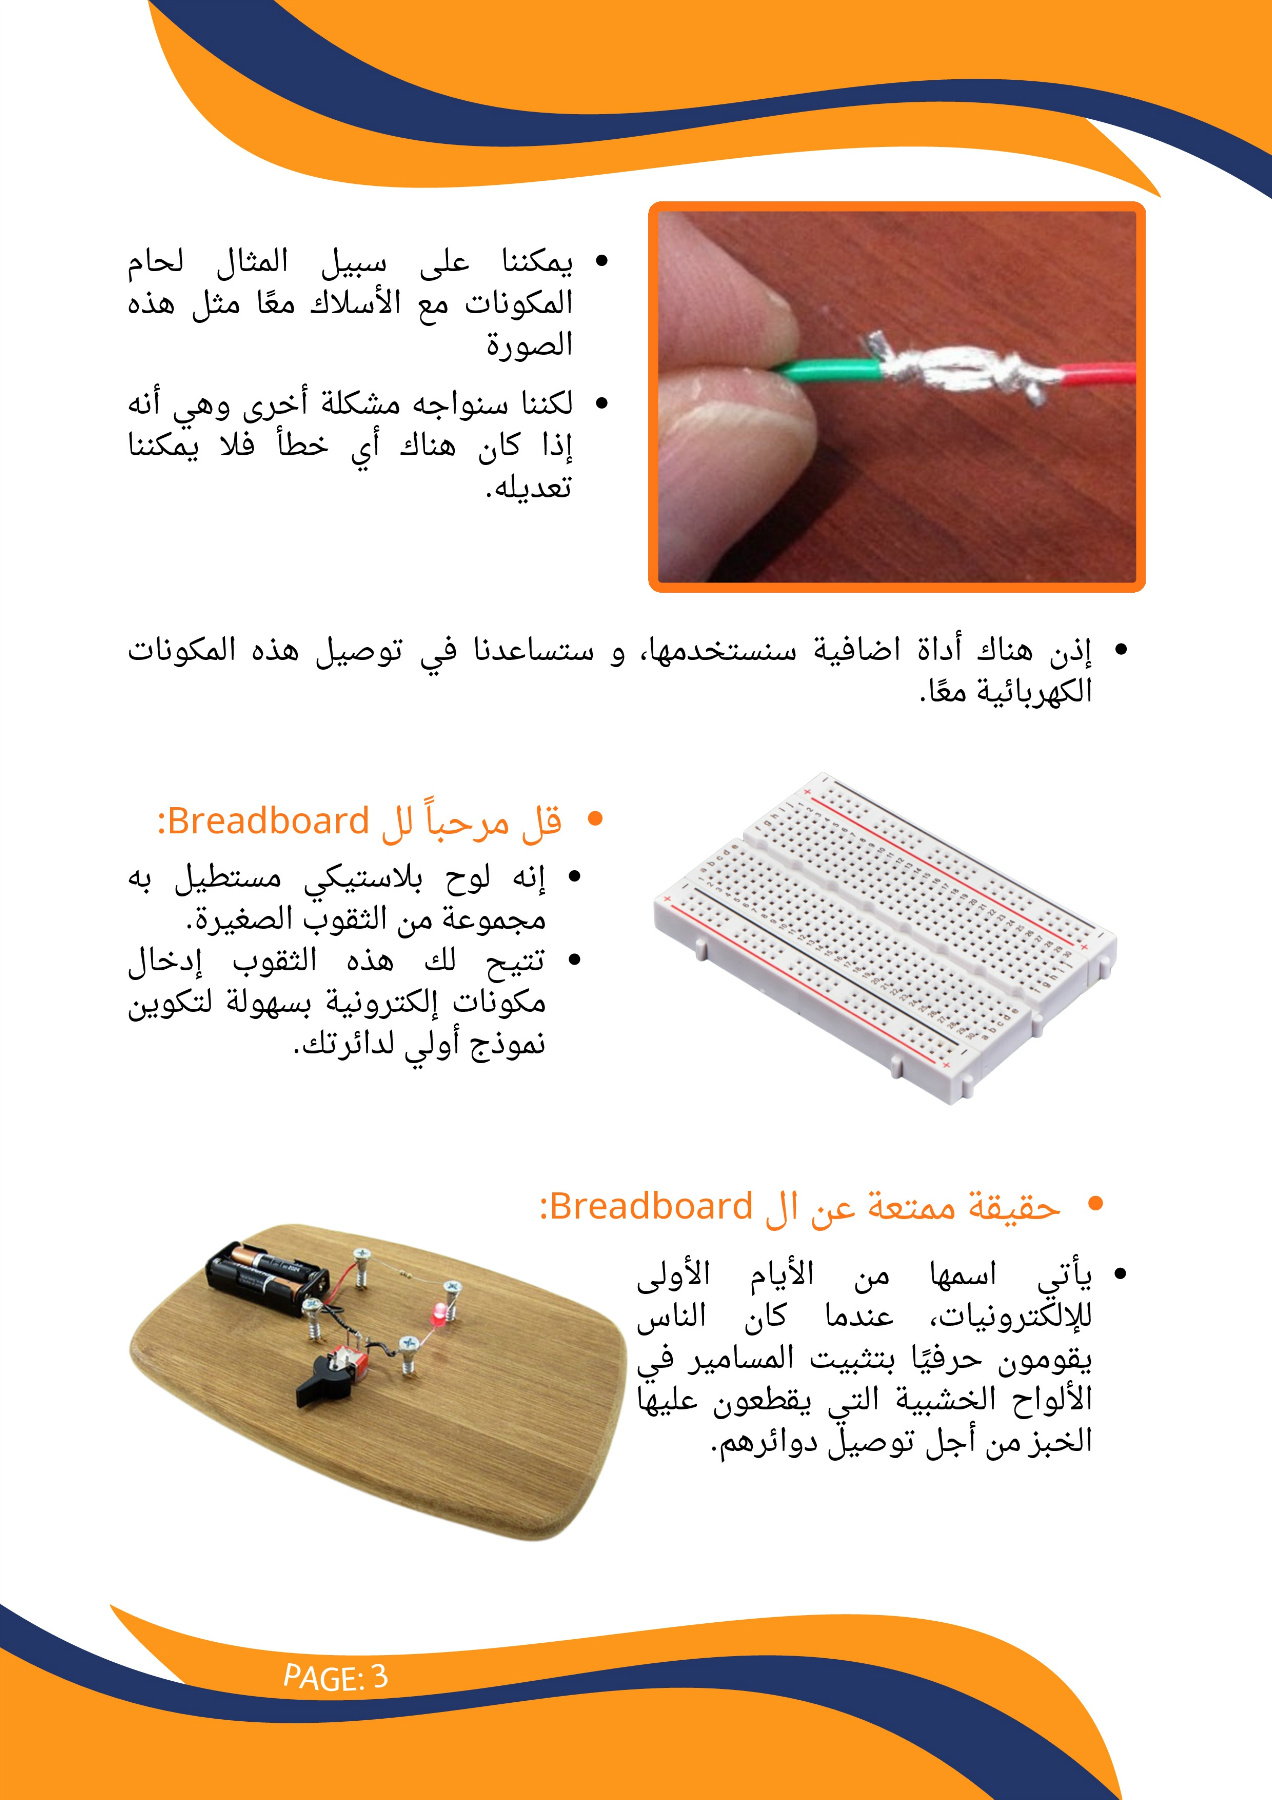 يمكننا على سبيل المثال لحام
المكونات مع الأسلاك معًا مثل هذه
الصورة
لكننا سنواجه مشكلة أخرى وهي أنه
إذا كان هناك أي خطأ فلا يمكننا
تعديله.
إذن هناك أداة اضافية سنستخدمها، و ستساعدنا في توصيل هذه المكونات
الكهربائية معًا.
قل مرحباً لل Breadboard:
إنه لوح بلاستيكي مستطيل به
مجموعة من الثقوب الصغيرة.
تتيح لك هذه الثقوب إدخال
مكونات إلكترونية بسهولة لتكوين
نموذج أولي لدائرتك.
حقيقة ممتعة عن ال Breadboard:
يأتي اسمها من الأيام الأولى
للإلكترونيات، عندما كان الناس
يقومون حرفيًا بتثبيت المسامير في
الألواح الخشبية التي يقطعون عليها
الخبز من أجل توصيل دوائرهم.
PAGE: 3